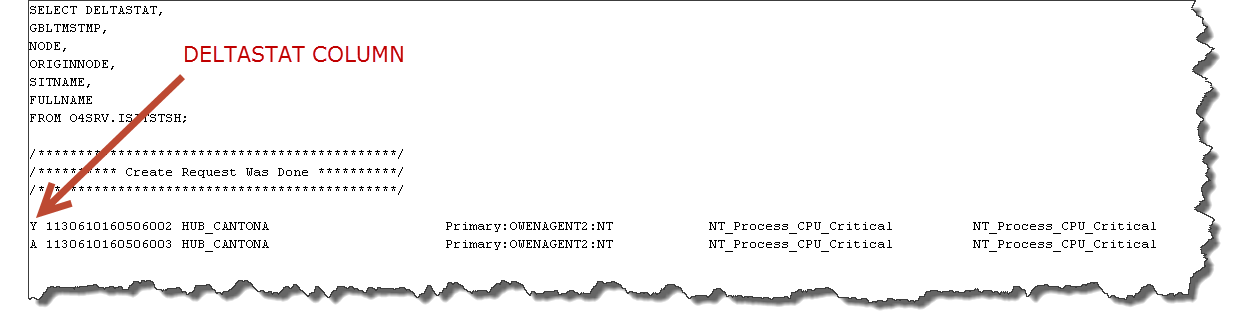 SELECT DELTASTAT,
GBLTMSTMP,
NODE,
DELTASTAT COLUMN
ORIGINNODE,
SITNAME,
FULLNAME
FROM O4SRV.ISITSTSH;
/*********************************************/
/********** Create Request Was Done **********/
/*********************************************/
Y 1130610160506002 HUB_CANTONA Primary:OWENAGENT2:NT NT_Process_CPU_Critical NT_Process_CPU_Critical
A 1130610160506003 HUB_CANTONA Primary:OWENAGENT2:NT NT_Process_CPU_Critical NT_Process_CPU_Critical